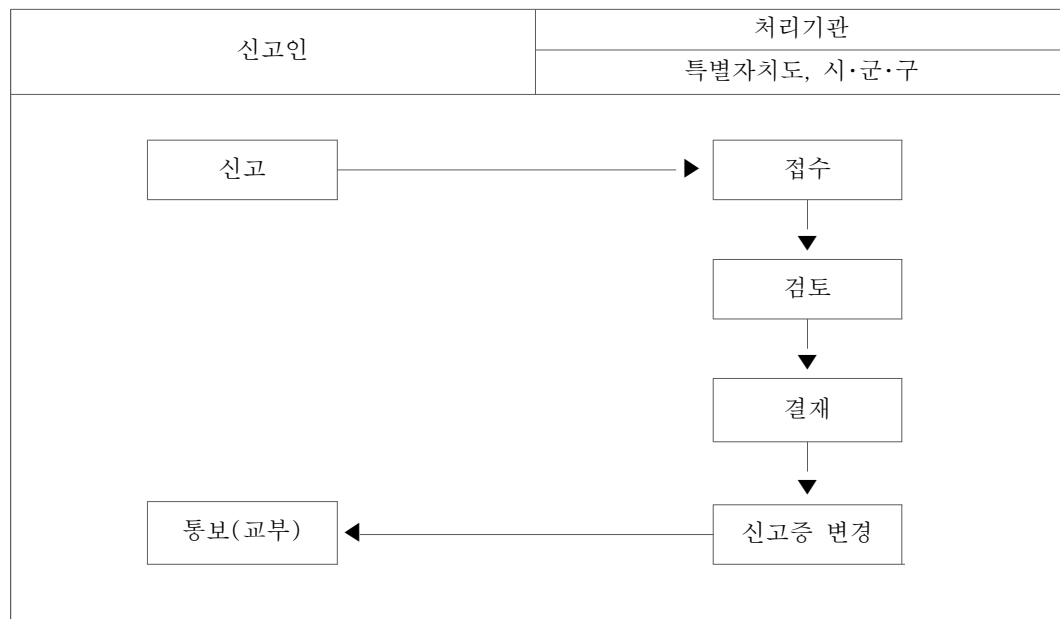 신고인
처리기관
특별자치도, 시·군·구
신고
접수
검토
결재
통보(교부)
신고증 변경